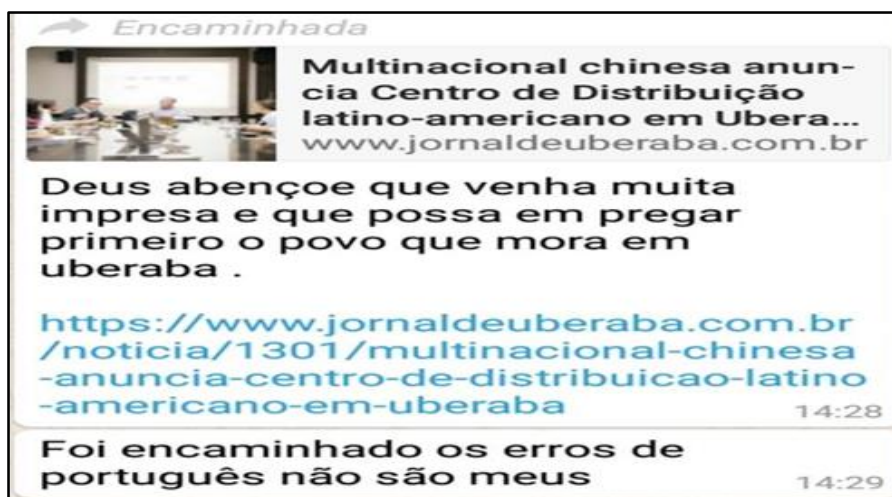 Encaminhada
Multinacional chinesa anun-
cia Centro de Distribuição
latino-americano em Ubera...
www.jornaldeuberaba.com.br
Deus abençoe que venha muita
impresa e que possa em pregar
primeiro o povo que mora em
uberaba .
https://www.jornaldeuberaba.com.br
/noticia/1301/multinacional-chinesa
-anuncia-centro-de-distribuicao-latino
-americano-em-uberaba
14:28
Foi encaminhado os erros de
português não são meus
14:29